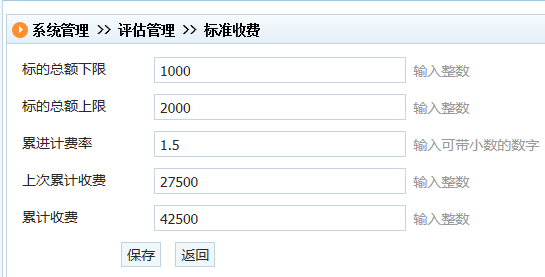 系统管理 >> 评估管理 >> 标准收费
标的总额下限 1000 输入整数
标的总额上限 2000 输入整数
累进计费率 1.5 输入可带小数的数字
上次累计收费 27500 输入整数
累计收费 42500 输入整数
保存 返回